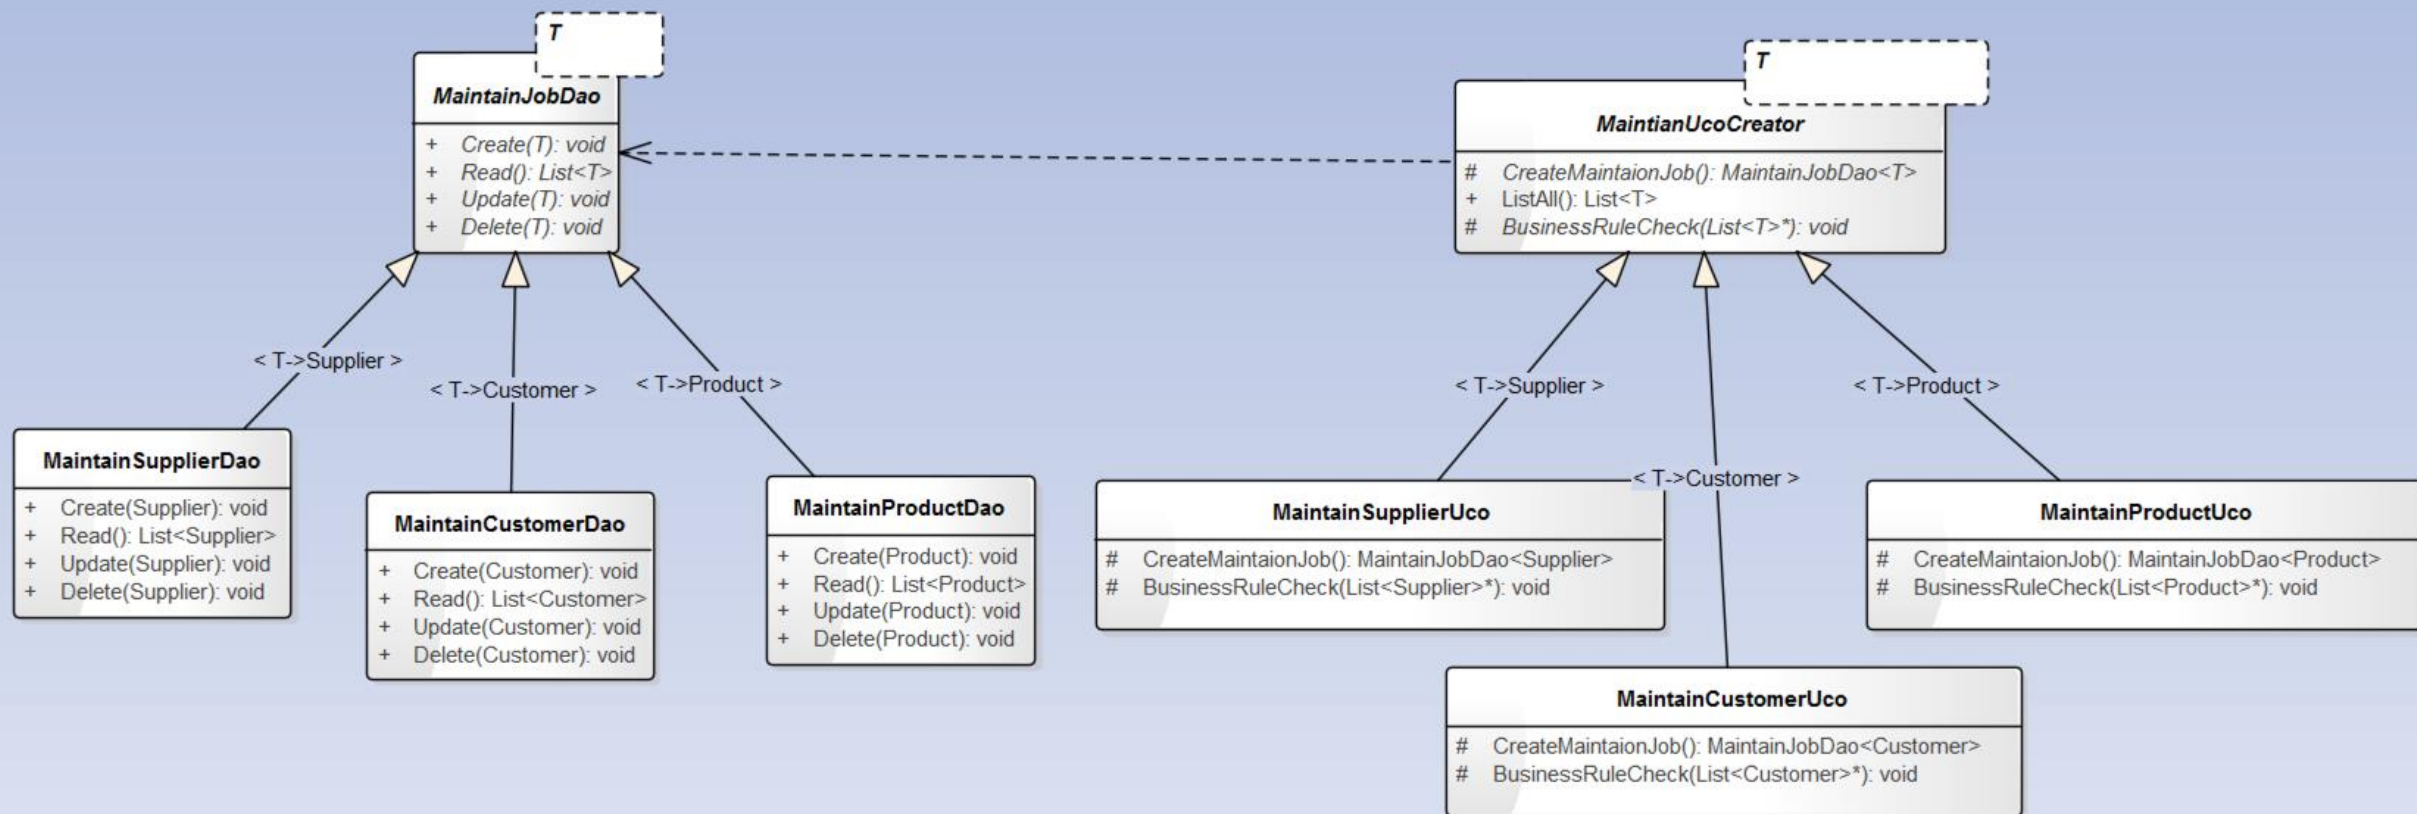 T
MaintainJobDao
+ Create(T): void
+ Read(): List<T>
+ Update(T): void
+ Delete(T): void
T
MaintianUcoCreator
# CreateMaintaionJob(): MaintainJobDao<T>
+ ListAll(): List<T>
# BusinessRuleCheck(List<T>*): void
< T->Supplier >
< T->Customer >
< T->Product >
< T->Supplier >
< T->Customer >
< T->Product >
MaintainSupplierDao
+ Create(Supplier): void
+ Read(): List<Supplier>
+ Update(Supplier): void
+ Delete(Supplier): void
MaintainCustomerDao
+ Create(Customer): void
+ Read(): List<Customer>
+ Update(Customer): void
+ Delete(Customer): void
MaintainProductDao
+ Create(Product): void
+ Read(): List<Product>
+ Update(Product): void
+ Delete(Product): void
MaintainSupplierUco
# CreateMaintaionJob(): MaintainJobDao<Supplier>
# BusinessRuleCheck(List<Supplier>*): void
MaintainProductUco
# CreateMaintaionJob(): MaintainJobDao<Product>
# BusinessRuleCheck(List<Product>*): void
MaintainCustomerUco
# CreateMaintaionJob(): MaintainJobDao<Customer>
# BusinessRuleCheck(List<Customer>*): void